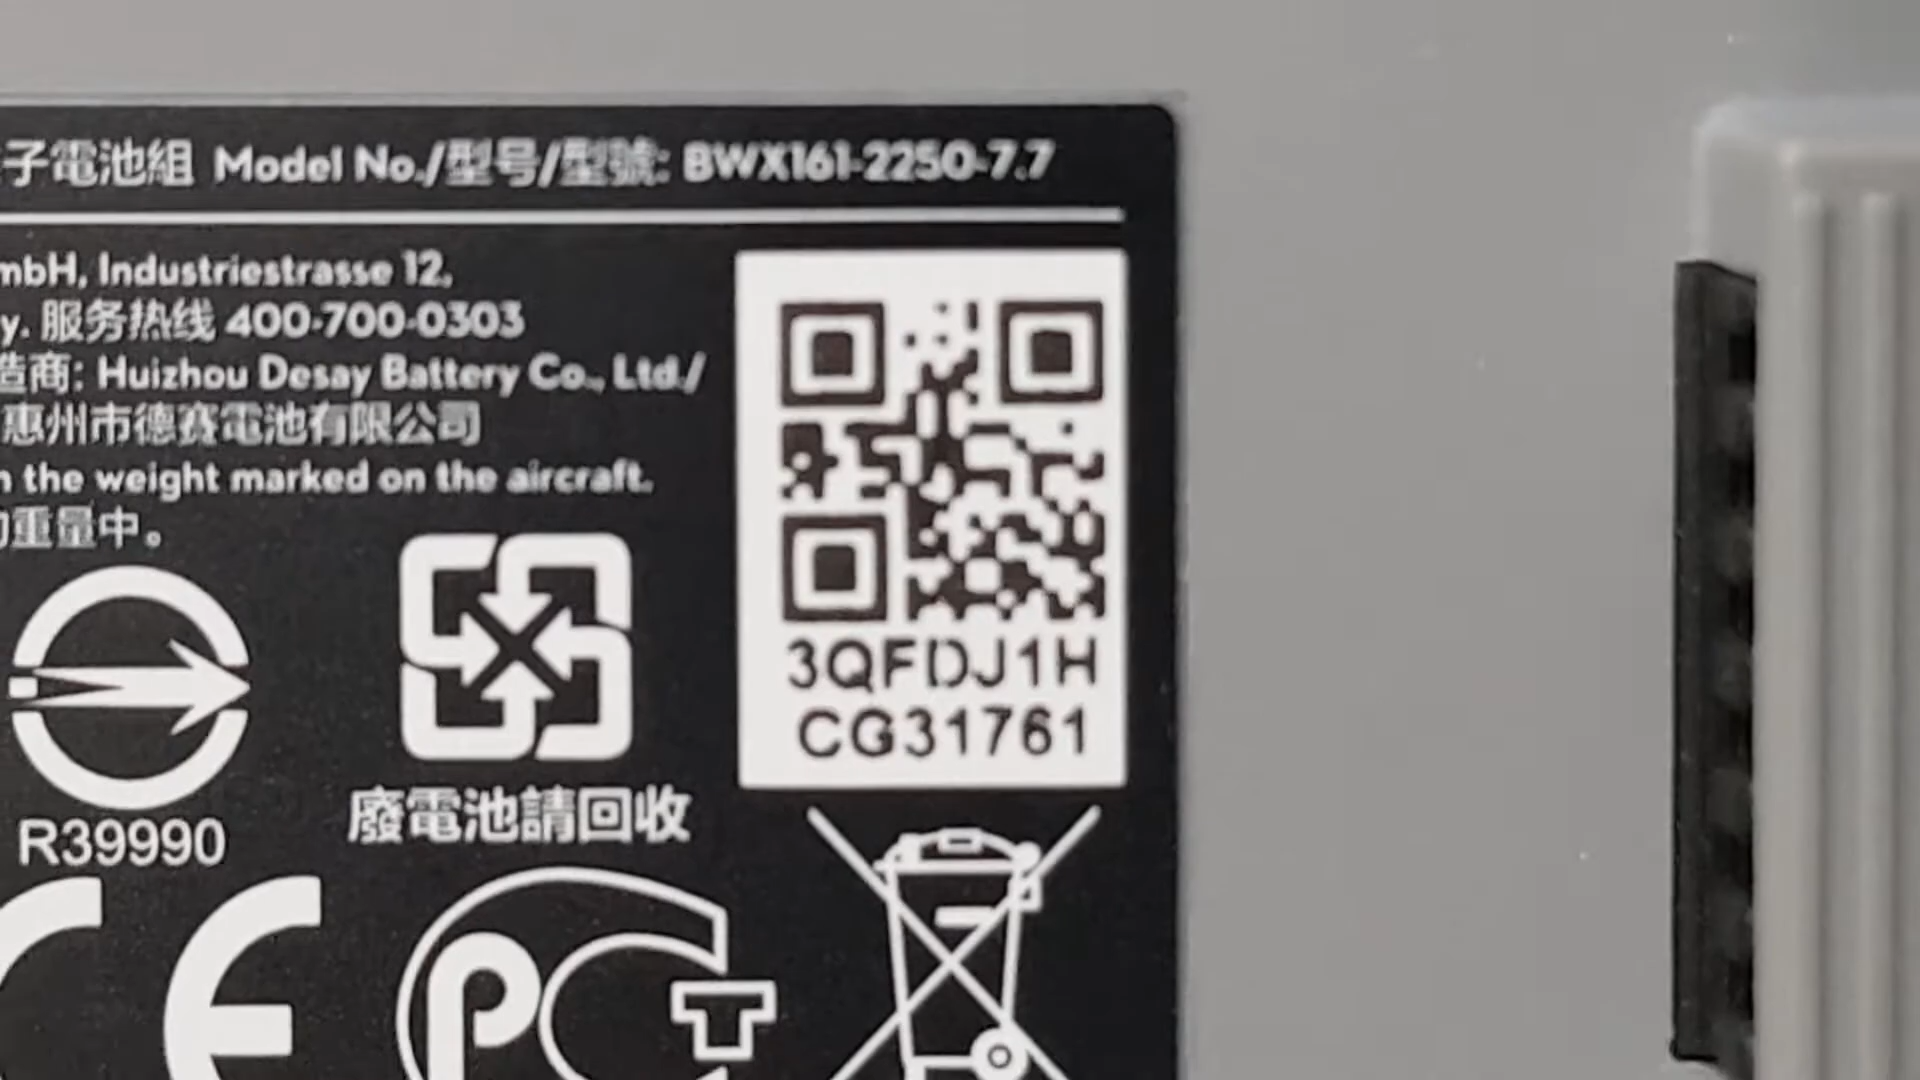 子電池組 Model No./型号/型號: BWX161-2250-7.7
mbH, Industriestrasse 12,
y. 服务热线 400-700-0303
造商: Huizhou Desay Battery Co., Ltd./
惠州市德赛電池有限公司
n the weight marked on the aircraft.
重量中。
3QFDJ1H
CG31761
R39990
廢電池請回收
CE
PCT